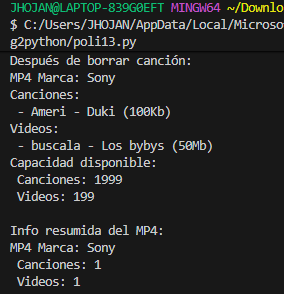 JHOJAN@LAPTOP-839G0EFT MINGW64 ~/Downlo
$ C:/Users/JHOJAN/AppData/Local/Microso
g2python/poli13.py
Después de borrar canción:
MP4 Marca: Sony
Canciones:
 - Ameri - Duki (100Kb)
Videos:
 - buscala - Los bybys (50Mb)
Capacidad disponible:
 Canciones: 1999
 Videos: 199

Info resumida del MP4:
MP4 Marca: Sony
 Canciones: 1
 Videos: 1